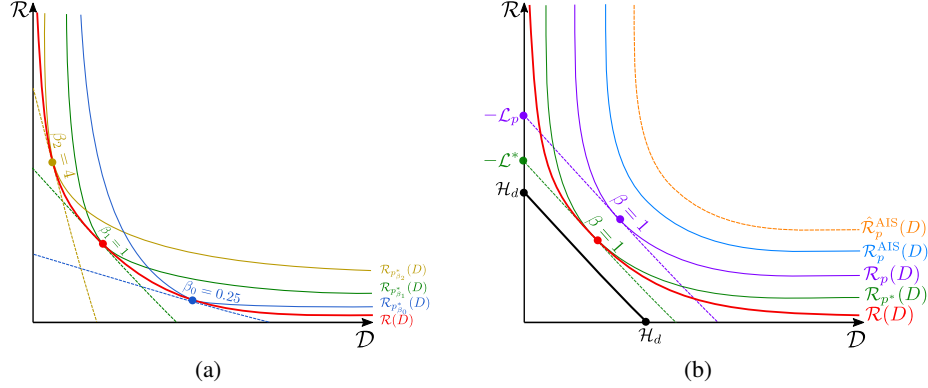 ℛ
β₂ = 4
β₁ = 1
β₀ = 0.25
ℛ_{p*_{β₂}}(D)
ℛ_{p*_{β₁}}(D)
ℛ_{p*_{β₀}}(D)
ℛ(D)
𝒟
(a)
ℛ
−ℒ_p
−ℒ*
ℋ_d
β = 1
β = 1
ℛ̂_p^{AIS}(D)
ℛ_p^{AIS}(D)
ℛ_p(D)
ℛ_{p*}(D)
ℛ(D)
ℋ_d
𝒟
(b)